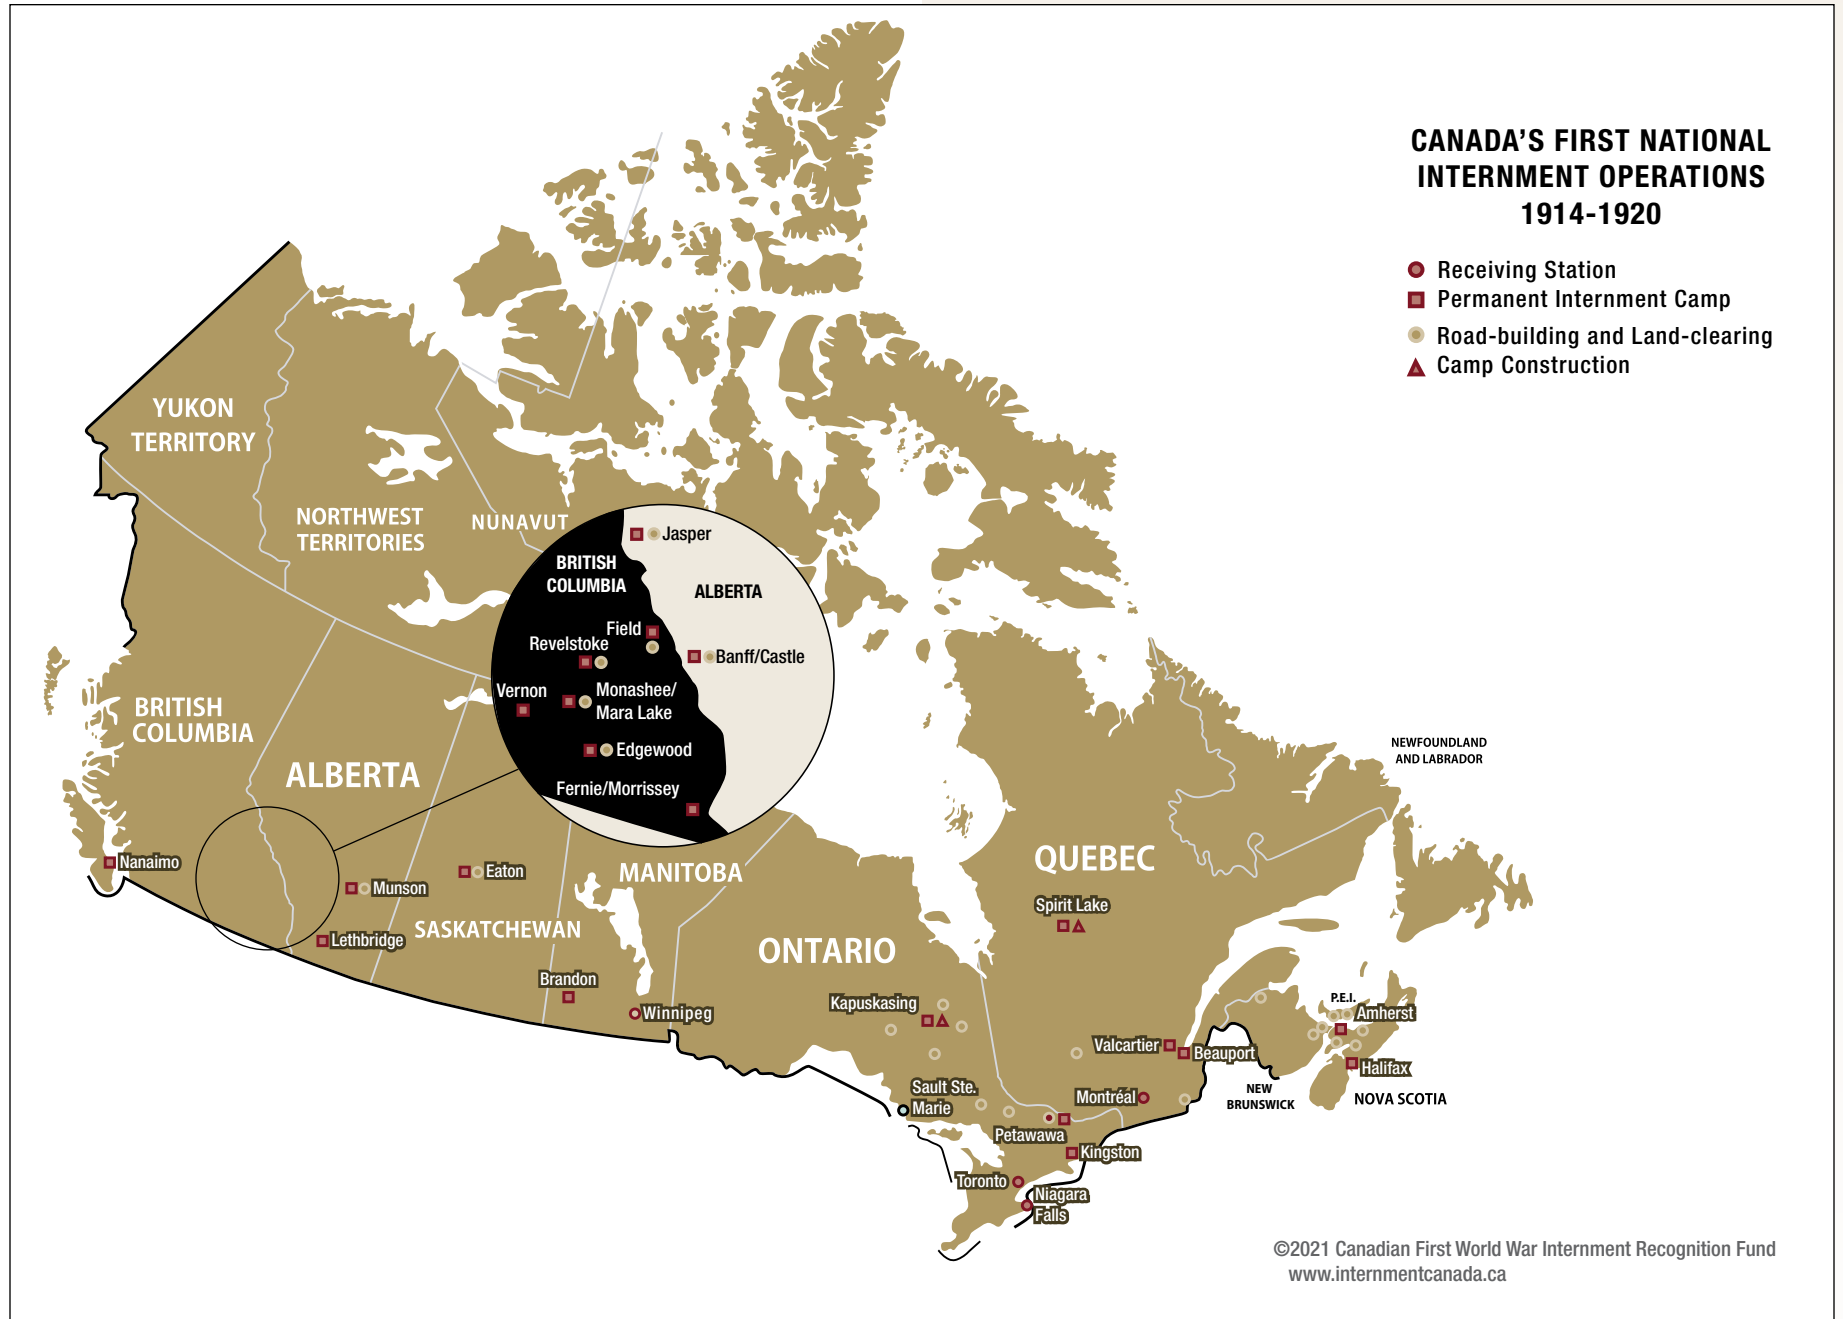 CANADA'S FIRST NATIONAL
INTERNMENT OPERATIONS
1914-1920
Receiving Station
Permanent Internment Camp
Road-building and Land-clearing
Camp Construction
YUKON
TERRITORY
NORTHWEST
TERRITORIES
NUNAVUT
Jasper
BRITISH
COLUMBIA
ALBERTA
Field
Revelstoke
Banff/Castle
Vernon
Monashee/
Mara Lake
Edgewood
Fernie/Morrissey
BRITISH
COLUMBIA
ALBERTA
NEWFOUNDLAND
AND LABRADOR
Nanaimo
Munson
Eaton
MANITOBA
QUEBEC
Lethbridge
SASKATCHEWAN
Spirit Lake
ONTARIO
Brandon
Winnipeg
Kapuskasing
P.E.I.
Amherst
Valcartier
Beauport
Halifax
Sault Ste.
Marie
Montréal
NEW
BRUNSWICK
NOVA SCOTIA
Petawawa
Kingston
Toronto
Niagara
Falls
©2021 Canadian First World War Internment Recognition Fund
www.internmentcanada.ca